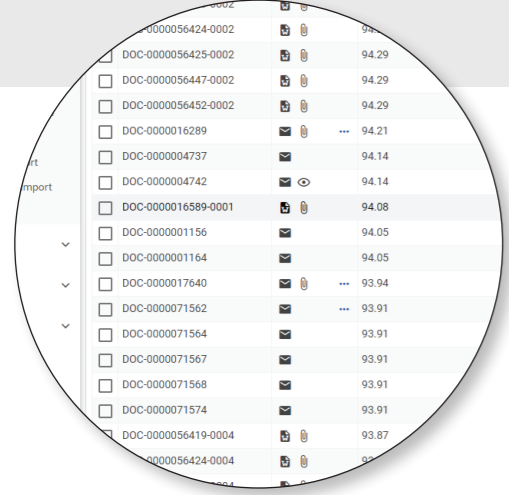 DOC-0000056424-0002
DOC-0000056425-0002 94.29
DOC-0000056447-0002 94.29
DOC-0000056452-0002 94.29
DOC-0000016289 94.21
DOC-0000004737 94.14
mport DOC-0000004742 94.14
DOC-0000016589-0001 94.08
DOC-0000001156 94.05
DOC-0000001164 94.05
DOC-0000017640 93.94
DOC-0000071562 93.91
DOC-0000071564 93.91
DOC-0000071567 93.91
DOC-0000071568 93.91
DOC-0000071574 93.91
DOC-0000056419-0004 93.87
0000056424-0004